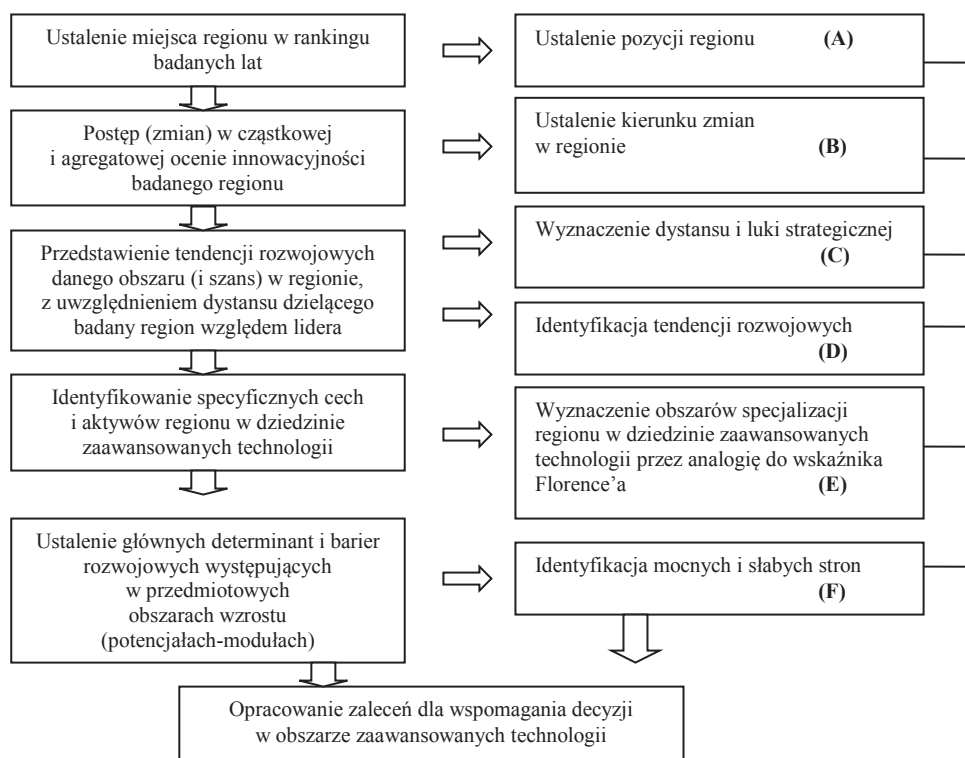 Ustalenie miejsca regionu w rankingu
badanych lat
Ustalenie pozycji regionu (A)
Postęp (zmian) w cząstkowej
i agregatowej ocenie innowacyjności
badanego regionu
Ustalenie kierunku zmian
w regionie (B)
Przedstawienie tendencji rozwojowych
danego obszaru (i szans) w regionie,
z uwzględnieniem dystansu dzielącego
badany region względem lidera
Wyznaczenie dystansu i luki strategicznej
(C)
Identyfikacja tendencji rozwojowych
(D)
Identyfikowanie specyficznych cech
i aktywów regionu w dziedzinie
zaawansowanych technologii
Wyznaczenie obszarów specjalizacji
regionu w dziedzinie zaawansowanych
technologii przez analogię do wskaźnika
Florence’a (E)
Ustalenie głównych determinant i barier
rozwojowych występujących
w przedmiotowych
obszarach wzrostu
(potencjałach-modułach)
Identyfikacja mocnych i słabych stron
(F)
Opracowanie zaleceń dla wspomagania decyzji
w obszarze zaawansowanych technologii